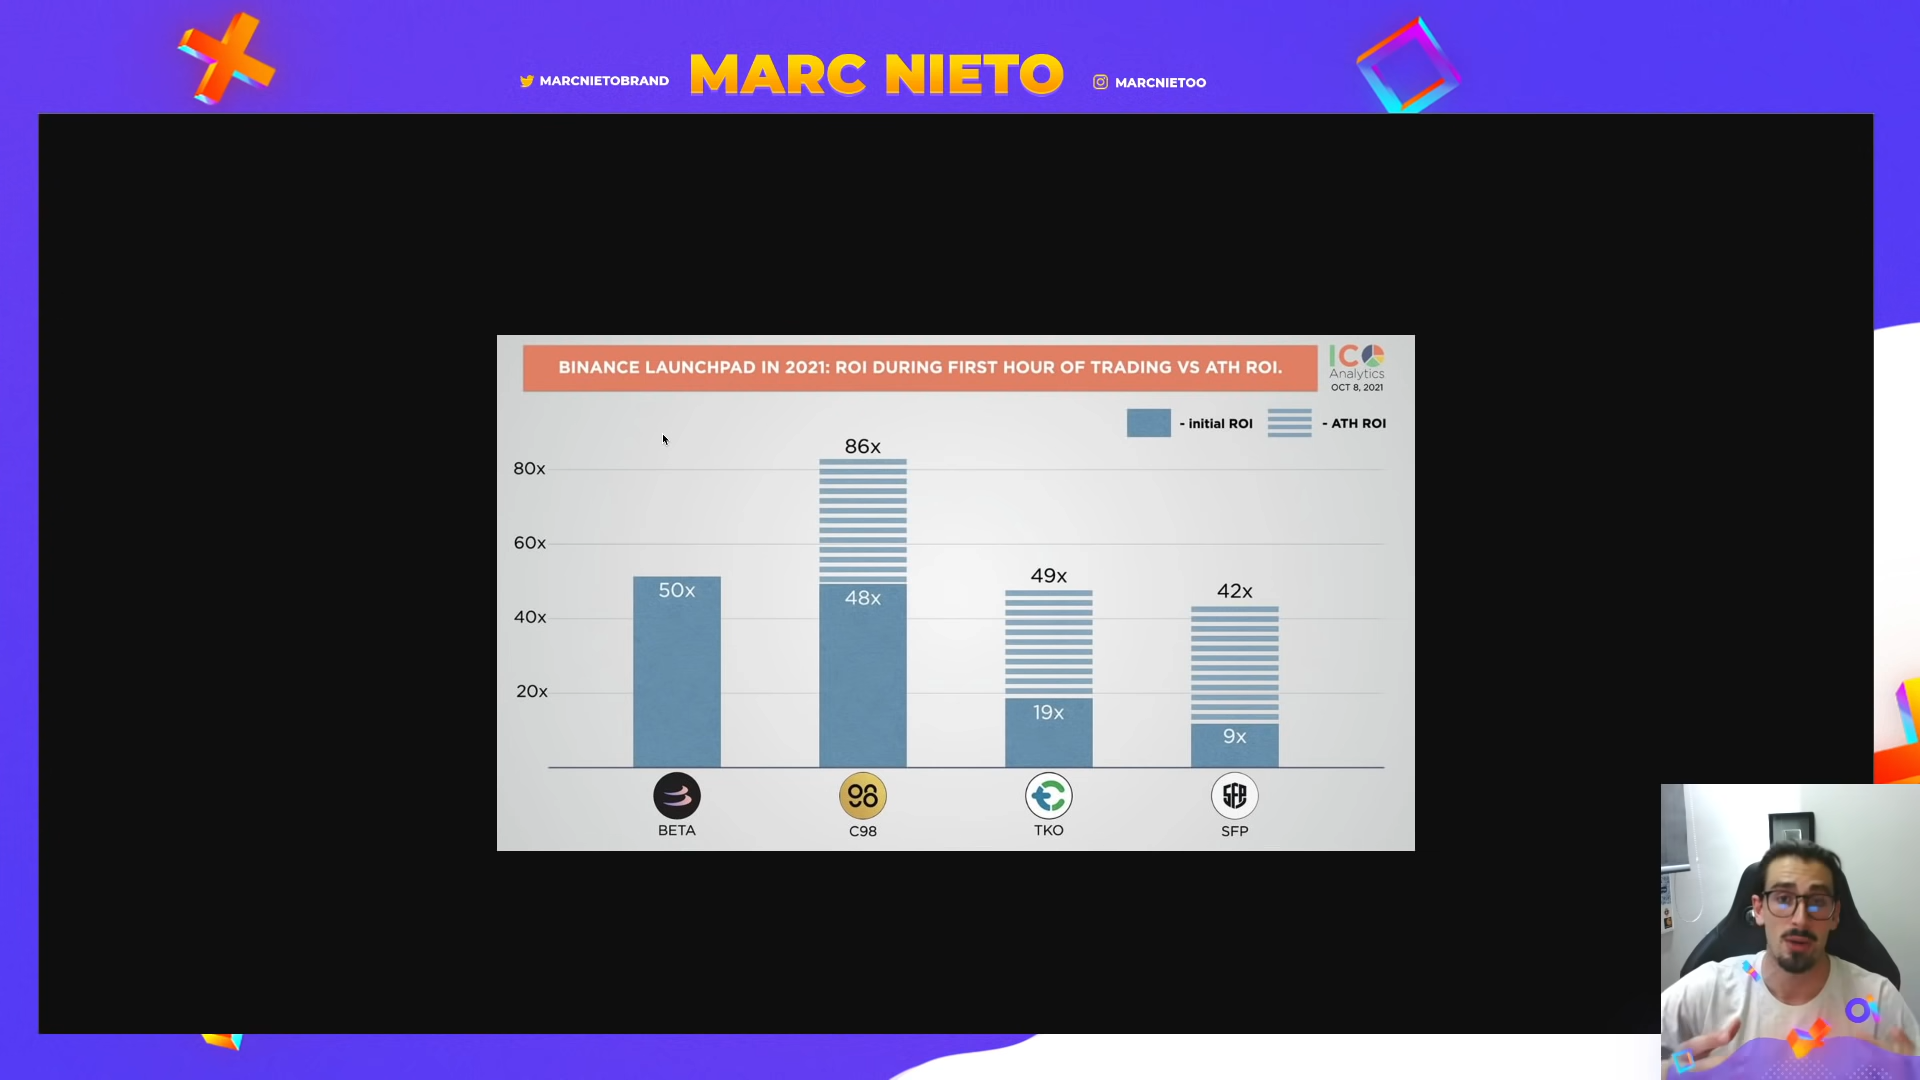 MARCNIETOBRAND
MARC NIETO
MARCNIETOO
BINANCE LAUNCHPAD IN 2021: ROI DURING FIRST HOUR OF TRADING VS ATH ROI.
ICO
Analytics
OCT 8, 2021
- initial ROI
- ATH ROI
80x
60x
40x
20x
50x
86x
48x
49x
19x
42x
9x
BETA
98
C98
TKO
SFP
SFP